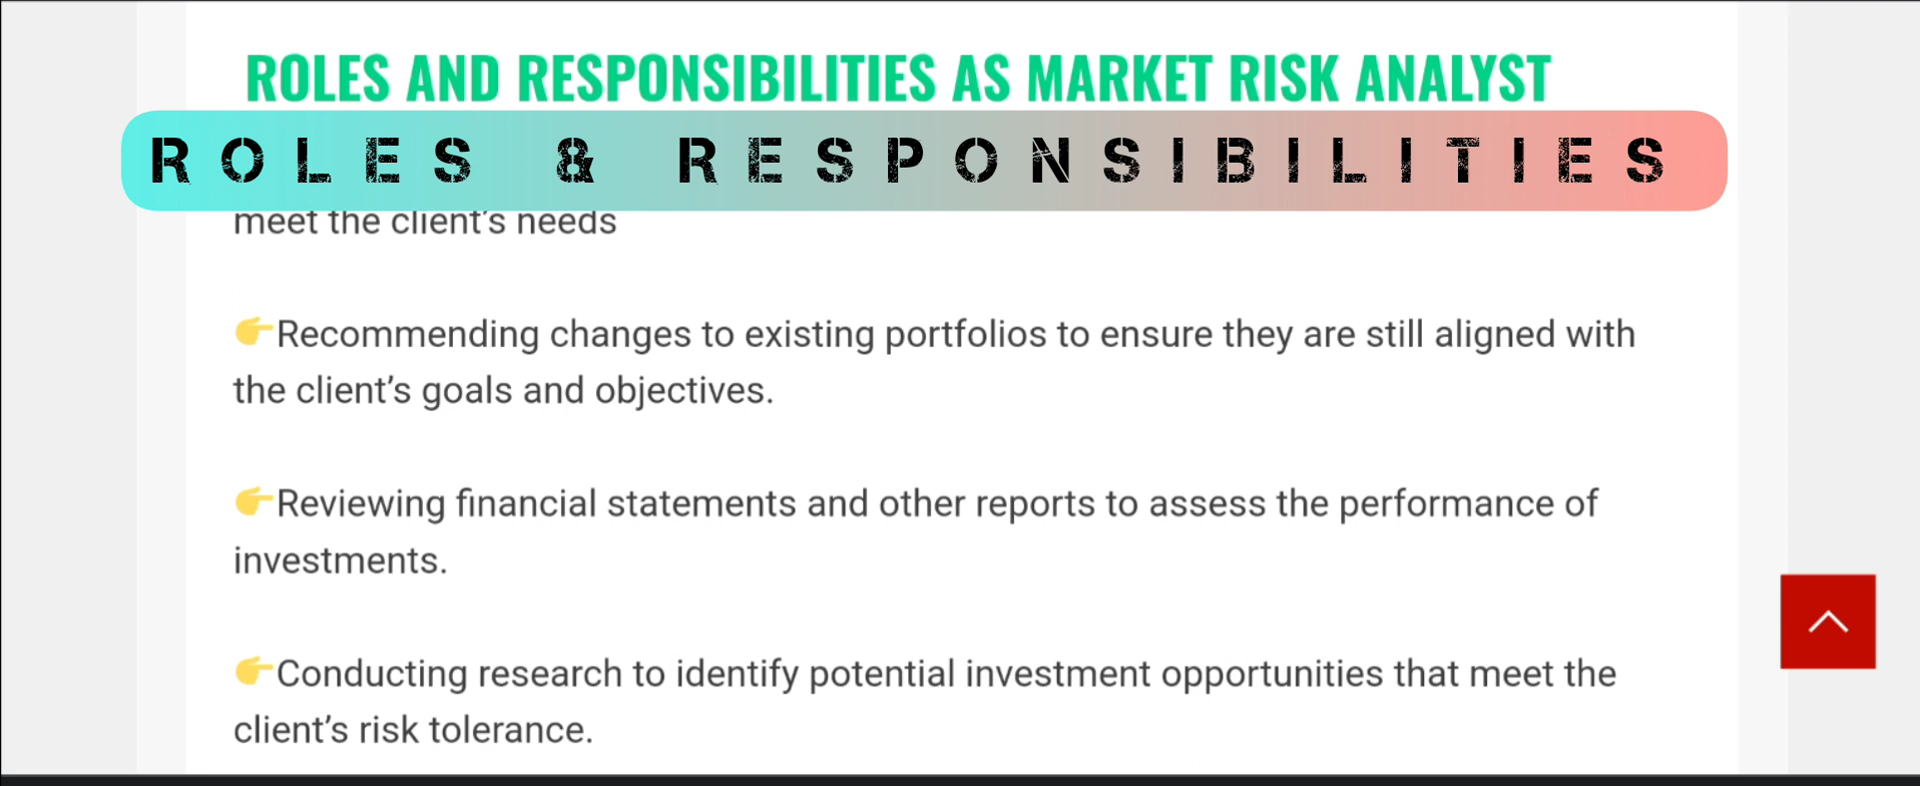 ROLES AND RESPONSIBILITIES AS MARKET RISK ANALYST
ROLES & RESPONSIBILITIES
meet the client’s needs
👉Recommending changes to existing portfolios to ensure they are still aligned with
the client’s goals and objectives.
👉Reviewing financial statements and other reports to assess the performance of
investments.
👉Conducting research to identify potential investment opportunities that meet the
client’s risk tolerance.